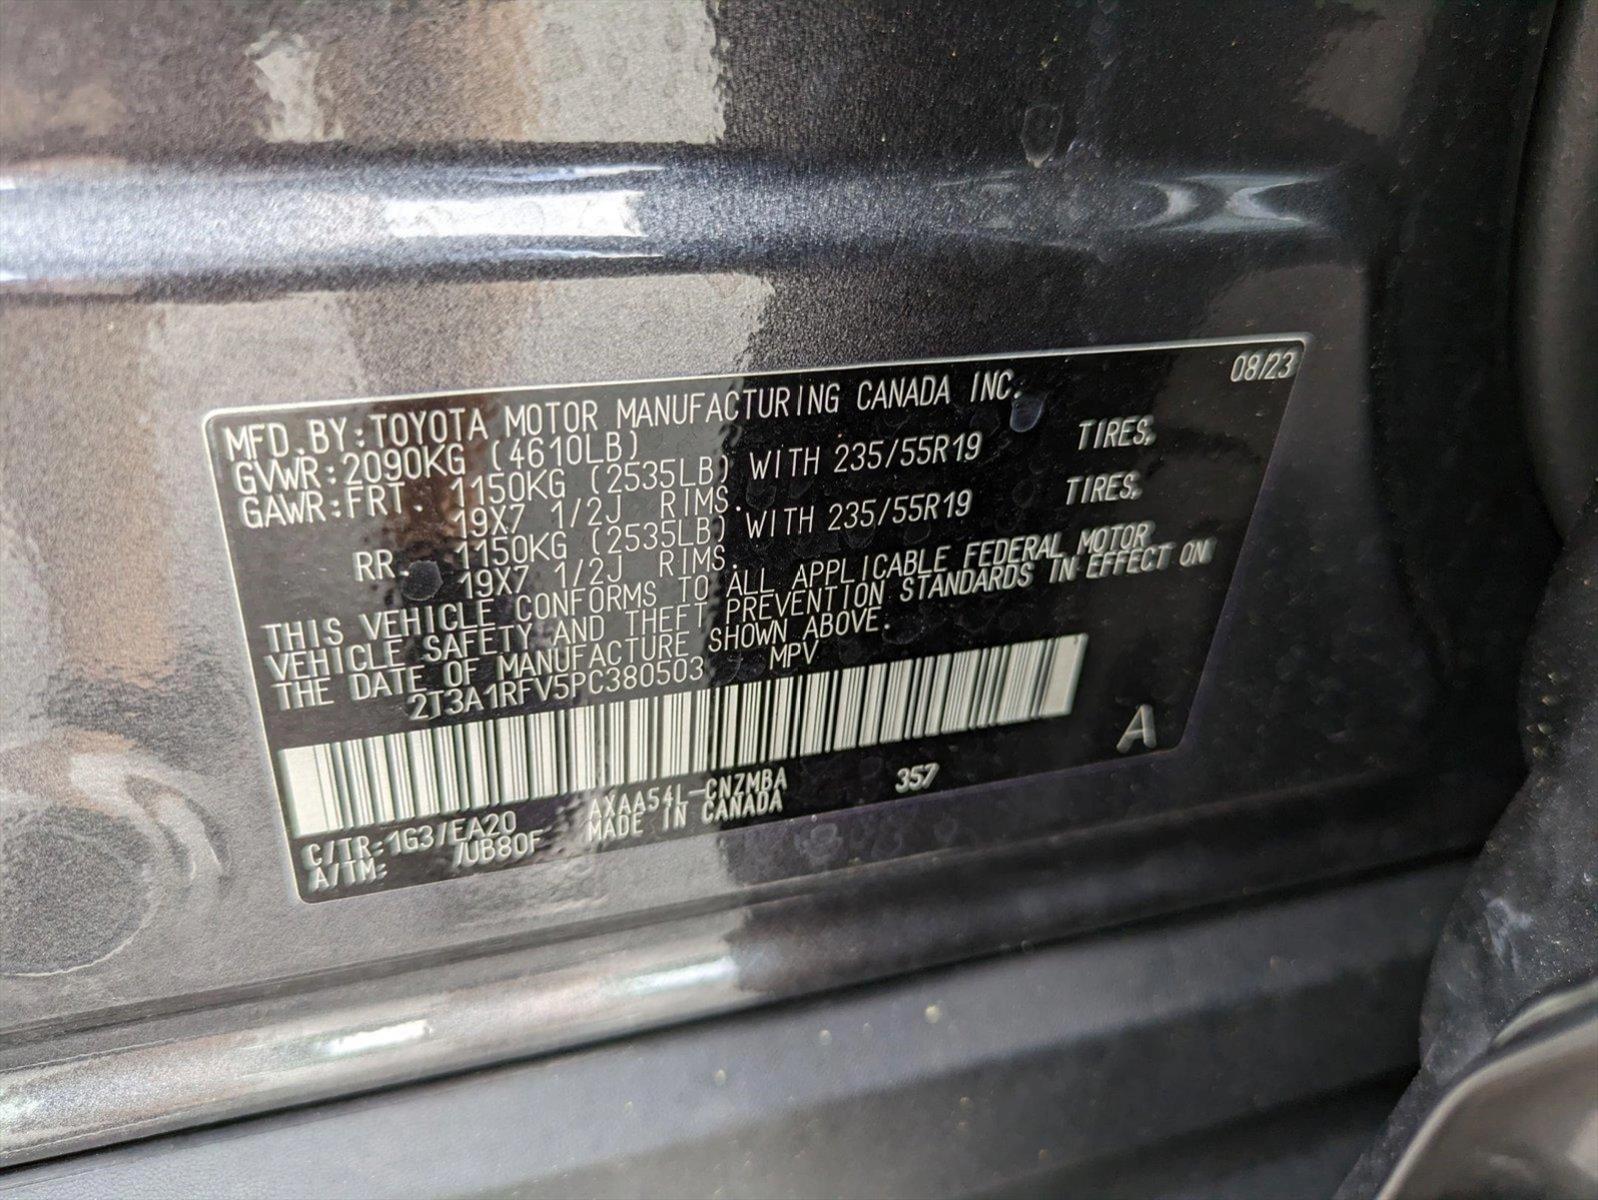 08/23
MFD.BY:TOYOTA MOTOR MANUFACTURING CANADA INC.
GVWR:2090KG (4610LB)
GAWR:FRT. 1150KG (2535LB) WITH 235/55R19 TIRES,
19X7 1/2J RIMS.
RR. 1150KG (2535LB) WITH 235/55R19 TIRES,
19X7 1/2J RIMS.
THIS VEHICLE CONFORMS TO ALL APPLICABLE FEDERAL MOTOR
VEHICLE SAFETY AND THEFT PREVENTION STANDARDS IN EFFECT ON
THE DATE OF MANUFACTURE SHOWN ABOVE.
2T3A1RFV5PC380503 MPV
A
C/TR:1G3/EA20 AXAA54L-CNZMBA 357
A/TM: /UB80F MADE IN CANADA